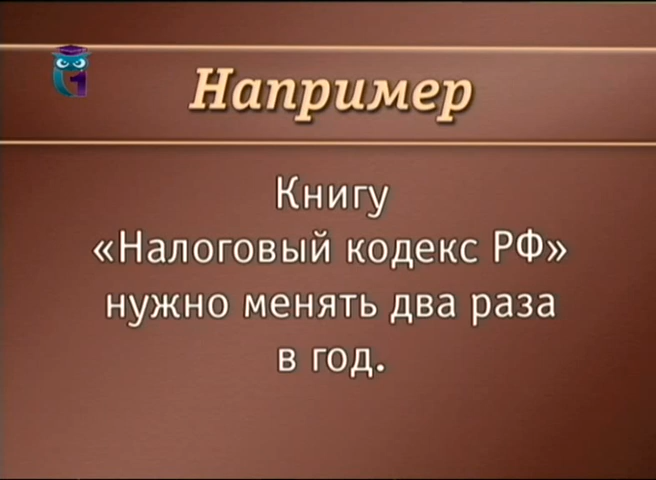 Например
Книгу
«Налоговый кодекс РФ»
нужно менять два раза
в год.